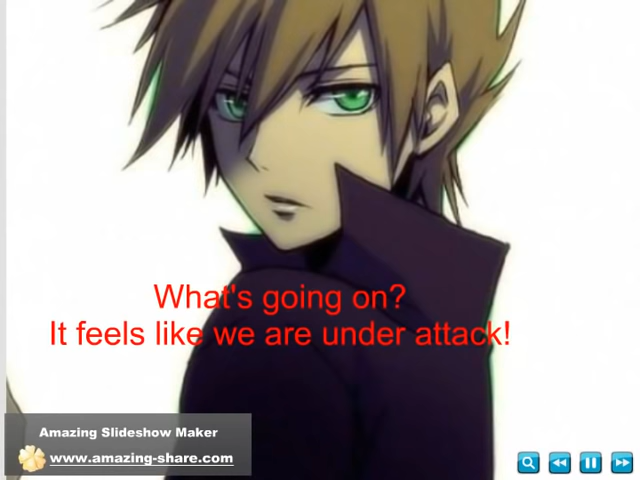 What's going on?
It feels like we are under attack!
Amazing Slideshow Maker
www.amazing-share.com